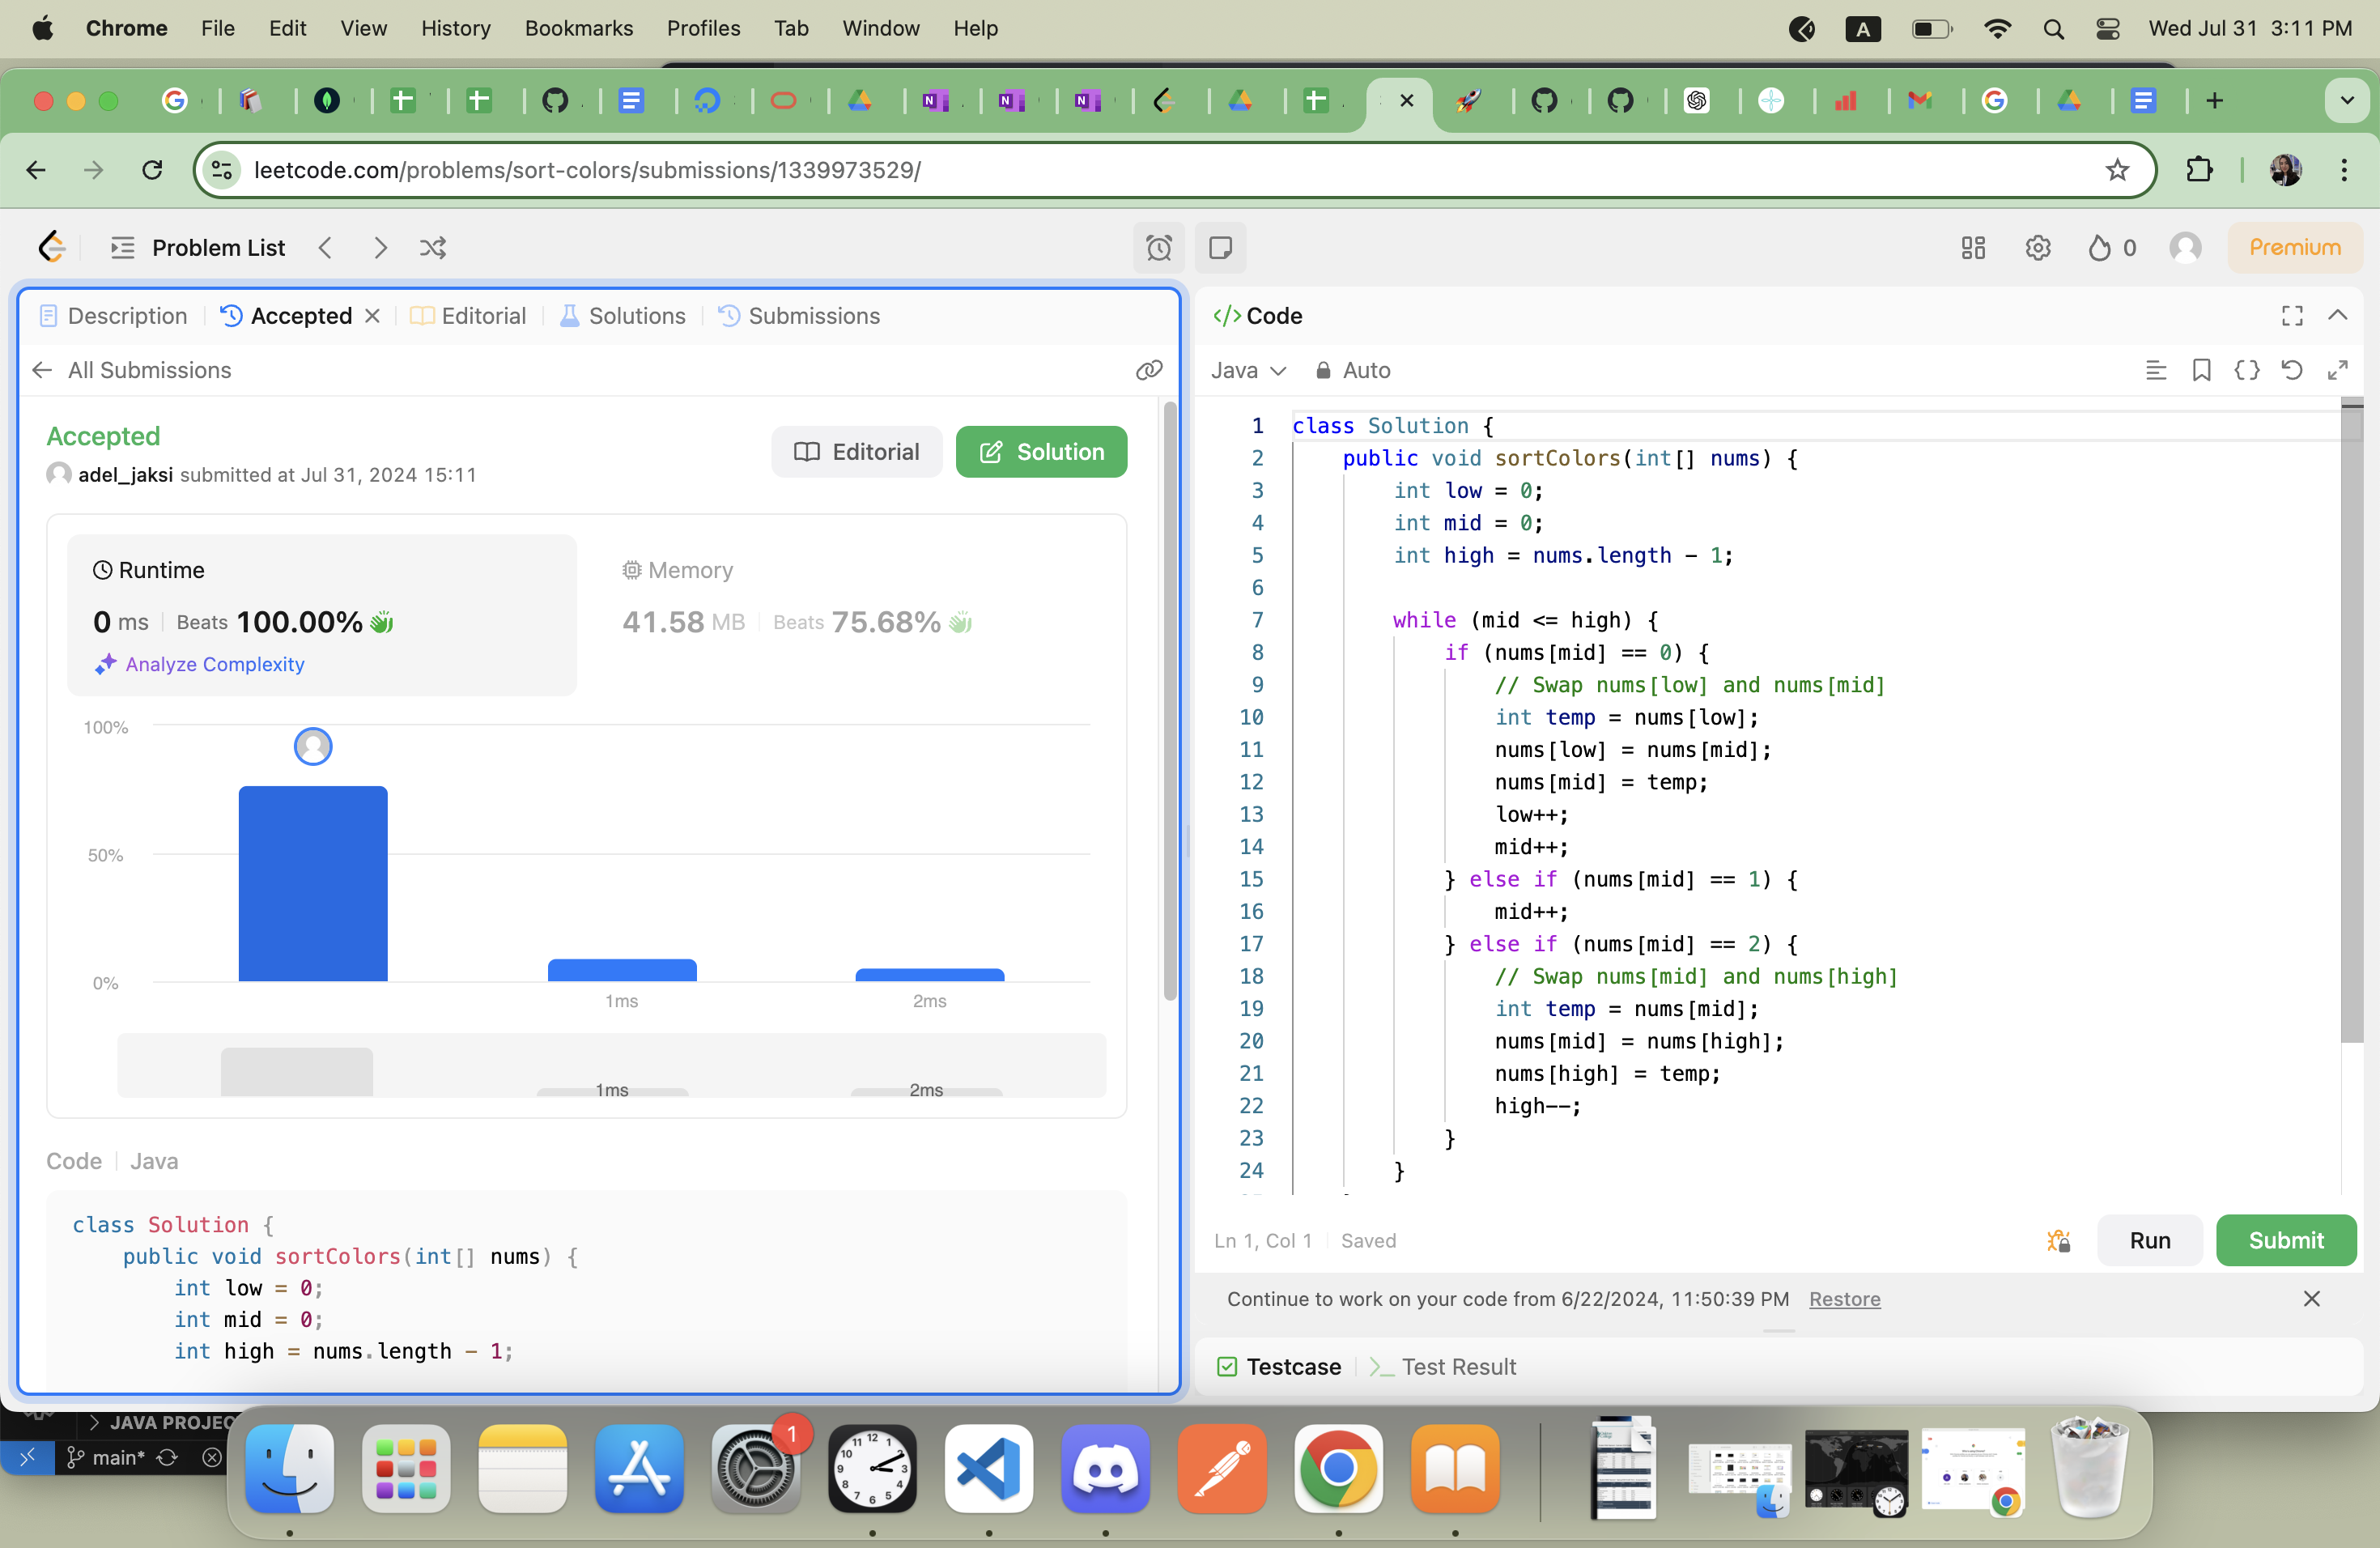 Chrome File Edit View History Bookmarks Profiles Tab Window Help A Wed Jul 31 3:11 PM
leetcode.com/problems/sort-colors/submissions/1339973529/
Problem List 0 Premium
Description Accepted Editorial Solutions Submissions
All Submissions
Accepted
adel_jaksi submitted at Jul 31, 2024 15:11
Editorial Solution
Runtime
0 ms Beats 100.00%
Analyze Complexity
Memory
41.58 MB Beats 75.68%
100%
50%
0%
1ms 2ms
1ms 2ms
Code Java
class Solution {
public void sortColors(int[] nums) {
int low = 0;
int mid = 0;
int high = nums.length - 1;
</> Code
Java Auto
1 class Solution {
2 public void sortColors(int[] nums) {
3 int low = 0;
4 int mid = 0;
5 int high = nums.length - 1;
6
7 while (mid <= high) {
8 if (nums[mid] == 0) {
9 // Swap nums[low] and nums[mid]
10 int temp = nums[low];
11 nums[low] = nums[mid];
12 nums[mid] = temp;
13 low++;
14 mid++;
15 } else if (nums[mid] == 1) {
16 mid++;
17 } else if (nums[mid] == 2) {
18 // Swap nums[mid] and nums[high]
19 int temp = nums[mid];
20 nums[mid] = nums[high];
21 nums[high] = temp;
22 high--;
23 }
24 }
Ln 1, Col 1 Saved
Run Submit
Continue to work on your code from 6/22/2024, 11:50:39 PM Restore
Testcase Test Result
JAVA PROJEC
main*
1